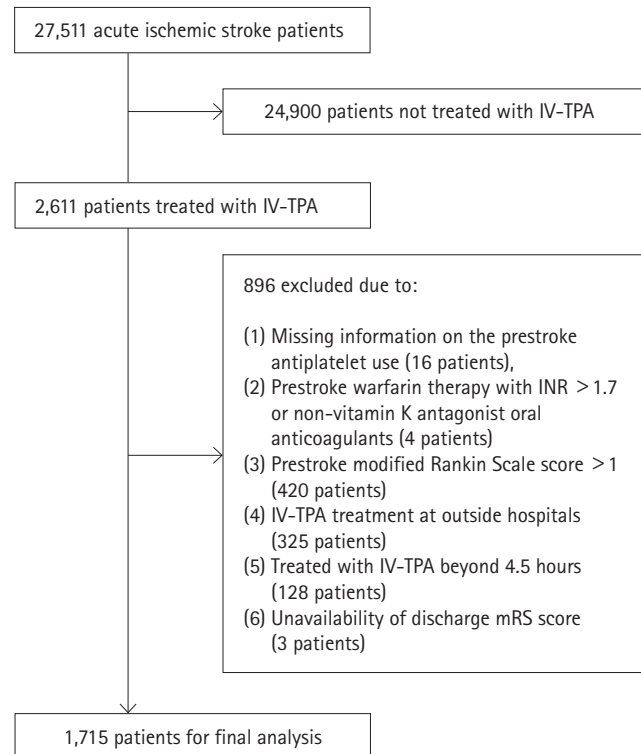 27,511 acute ischemic stroke patients
24,900 patients not treated with IV-TPA
2,611 patients treated with IV-TPA
896 excluded due to:
(1) Missing information on the prestroke
antiplatelet use (16 patients),
(2) Prestroke warfarin therapy with INR >1.7
or non-vitamin K antagonist oral
anticoagulants (4 patients)
(3) Prestroke modified Rankin Scale score >1
(420 patients)
(4) IV-TPA treatment at outside hospitals
(325 patients)
(5) Treated with IV-TPA beyond 4.5 hours
(128 patients)
(6) Unavailability of discharge mRS score
(3 patients)
1,715 patients for final analysis